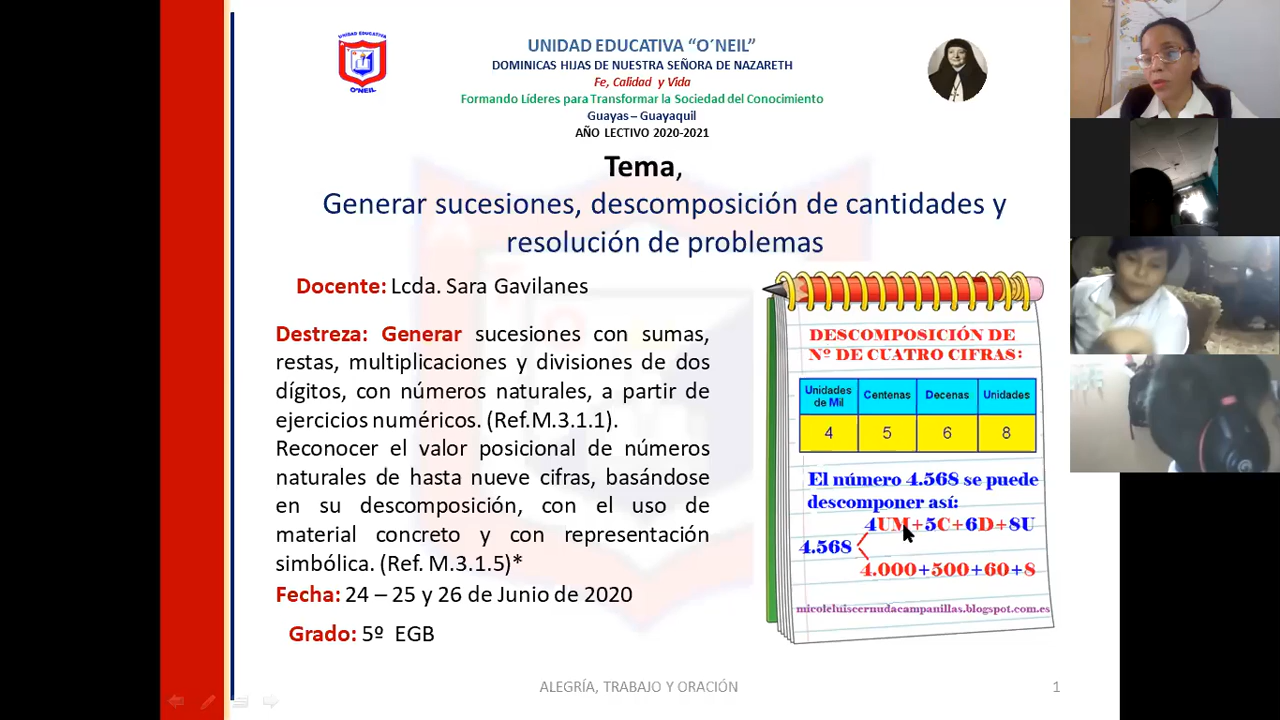 UNIDAD EDUCATIVA
O´NEIL
UNIDAD EDUCATIVA “O´NEIL”
DOMINICAS HIJAS DE NUESTRA SEÑORA DE NAZARETH
Fe, Calidad y Vida
Formando Líderes para Transformar la Sociedad del Conocimiento
Guayas – Guayaquil
AÑO LECTIVO 2020-2021
Tema,
Generar sucesiones, descomposición de cantidades y
resolución de problemas
Docente: Lcda. Sara Gavilanes
Destreza: Generar sucesiones con sumas,
restas, multiplicaciones y divisiones de dos
dígitos, con números naturales, a partir de
ejercicios numéricos. (Ref.M.3.1.1).
Reconocer el valor posicional de números
naturales de hasta nueve cifras, basándose
en su descomposición, con el uso de
material concreto y con representación
simbólica. (Ref. M.3.1.5)*
Fecha: 24 – 25 y 26 de Junio de 2020
Grado: 5º EGB
DESCOMPOSICIÓN DE
Nº DE CUATRO CIFRAS:
Unidades de Mil Centenas Decenas Unidades
4 5 6 8
El número 4.568 se puede
descomponer así:
4UM+5C+6D+8U
4.568
4.000+500+60+8
micoleluiscernudacampanillas.blogspot.com.es
ALEGRÍA, TRABAJO Y ORACIÓN
1